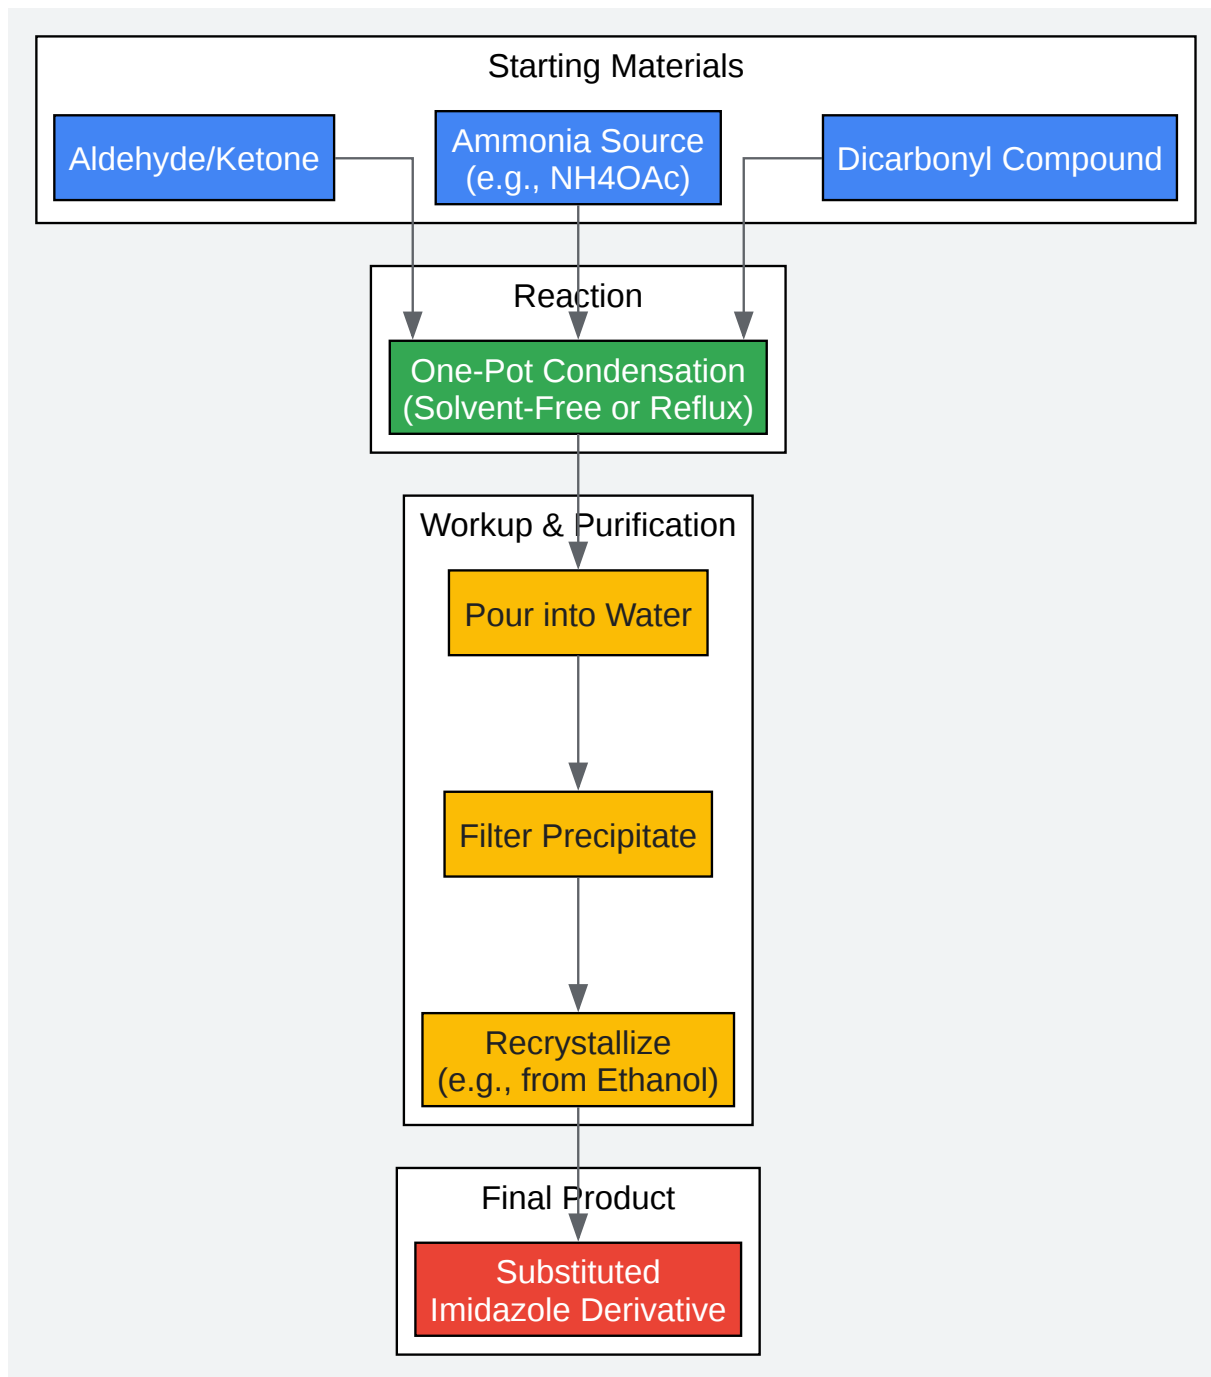 Starting Materials
Aldehyde/Ketone
Ammonia Source
(e.g., NH4OAc)
Dicarbonyl Compound
Reaction
One-Pot Condensation
(Solvent-Free or Reflux)
Workup & Purification
Pour into Water
Filter Precipitate
Recrystallize
(e.g., from Ethanol)
Final Product
Substituted
Imidazole Derivative